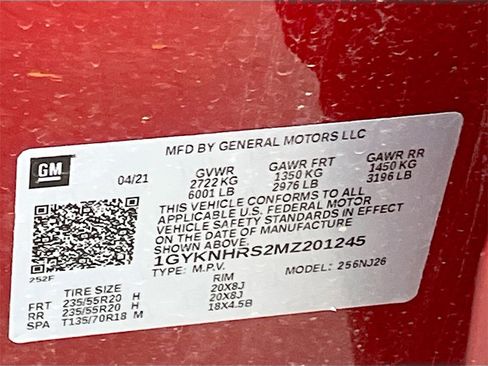 MFD BY GENERAL MOTORS LLC
GM
04/21 GVWR GAWR FRT GAWR RR
2722 KG 1350 KG 1450 KG
6001 LB 2976 LB 3196 LB
THIS VEHICLE CONFORMS TO ALL
APPLICABLE U.S. FEDERAL MOTOR
VEHICLE SAFETY STANDARDS IN EFFECT
ON THE DATE OF MANUFACTURE
SHOWN ABOVE.
1GYKNHRS2MZ201245
252F TYPE: M.P.V. MODEL: 256NJ26
TIRE SIZE RIM
FRT 235/55R20 H 20X8J
RR 235/55R20 H 20X8J
SPA T135/70R18 M 18X4.5B